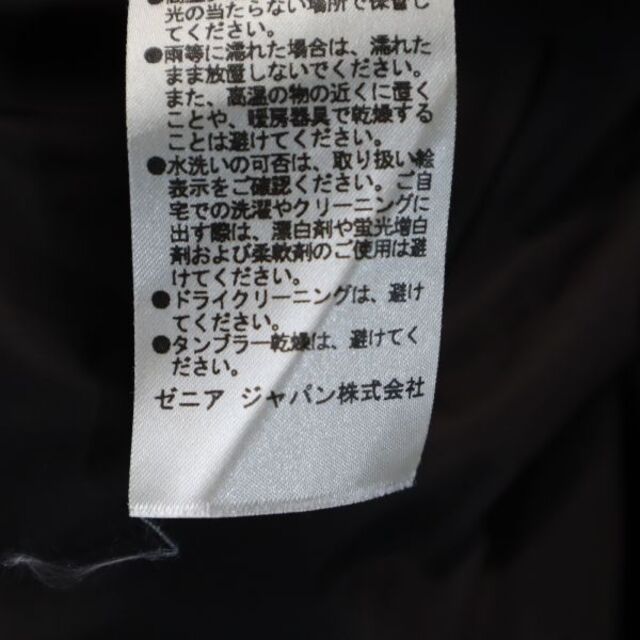 光の当たらない場所で保管し
てください。
●雨等に濡れた場合は、濡れた
まま放置しないでください。
また、高温の物の近くに置く
ことや、暖房器具で乾燥する
ことは避けてください。
●水洗いの可否は、取り扱い絵
表示をご確認ください。ご自
宅での洗濯やクリーニングに
出す際は、漂白剤や蛍光増白
剤および柔軟剤のご使用は避
けてください。
●ドライクリーニングは、避け
てください。
●タンブラー乾燥は、避けてく
ださい。
ゼニア ジャパン株式会社